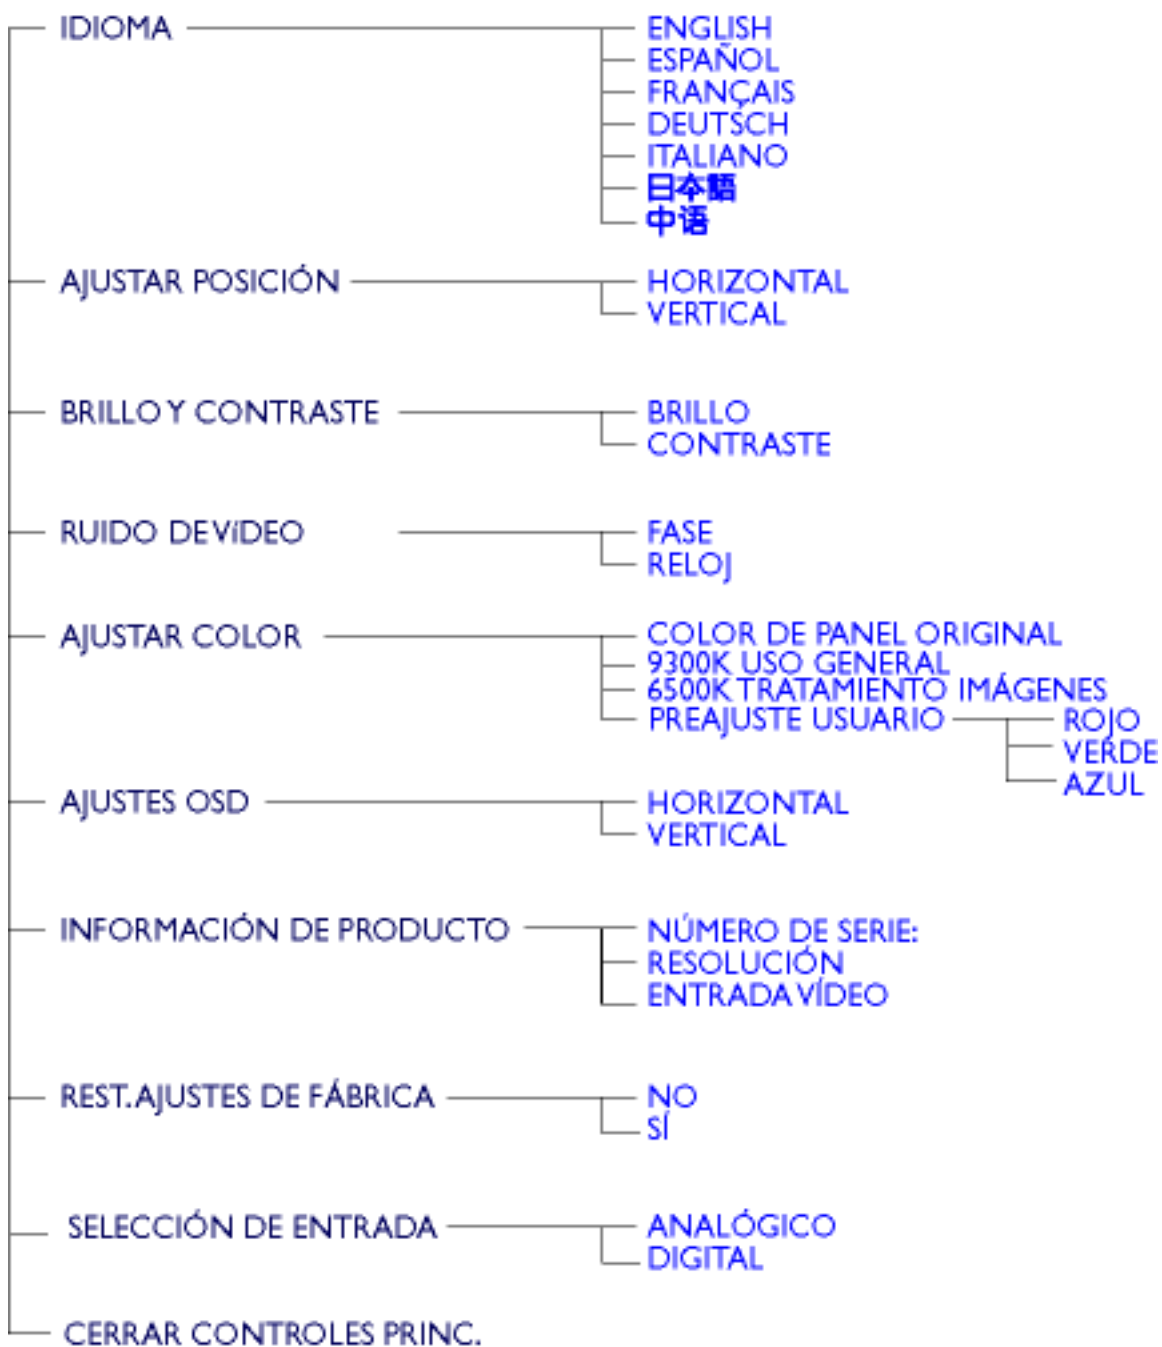 IDIOMA
ENGLISH
ESPAÑOL
FRANÇAIS
DEUTSCH
ITALIANO
日本語
中语
AJUSTAR POSICIÓN
HORIZONTAL
VERTICAL
BRILLO Y CONTRASTE
BRILLO
CONTRASTE
RUIDO DE VíDEO
FASE
RELOJ
AJUSTAR COLOR
COLOR DE PANEL ORIGINAL
9300K USO GENERAL
6500K TRATAMIENTO IMÁGENES
PREAJUSTE USUARIO
ROJO
VERDE
AZUL
AJUSTES OSD
HORIZONTAL
VERTICAL
INFORMACIÓN DE PRODUCTO
NÚMERO DE SERIE:
RESOLUCIÓN
ENTRADA VÍDEO
REST. AJUSTES DE FÁBRICA
NO
SÍ
SELECCIÓN DE ENTRADA
ANALÓGICO
DIGITAL
CERRAR CONTROLES PRINC.